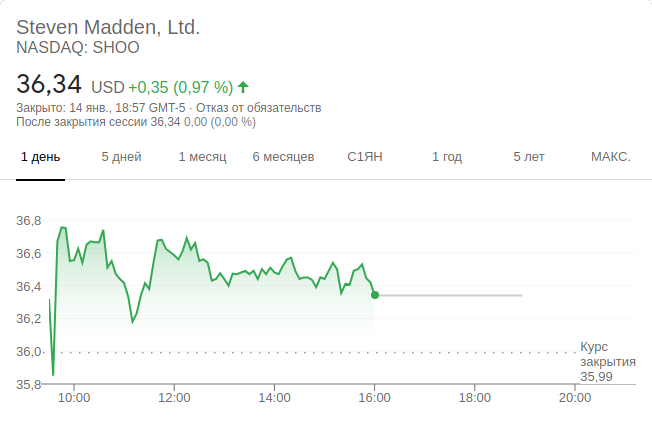 Steven Madden, Ltd.
NASDAQ: SHOO
36,34 USD +0,35 (0,97 %)
Закрыто: 14 янв., 18:57 GMT-5 · Отказ от обязательств
После закрытия сессии 36,34 0,00 (0,00 %)
1 день 5 дней 1 месяц 6 месяцев С1ЯН 1 год 5 лет МАКС.
36,8
36,6
36,4
36,2
36,0
35,8
Курс
закрытия
35,99
10:00 12:00 14:00 16:00 18:00 20:00